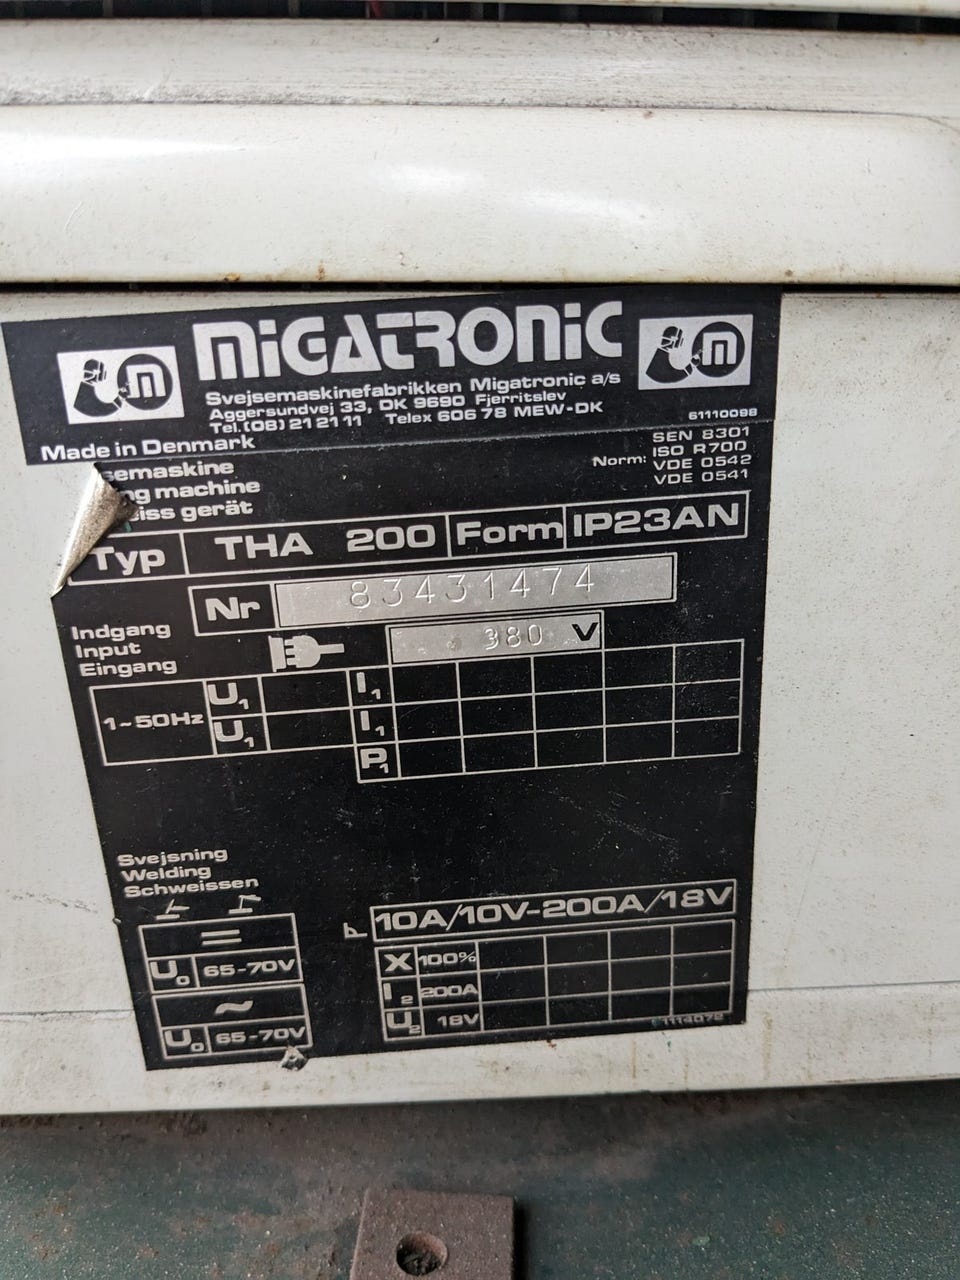 MIGATRONIC
Svejsemaskinefabrikken Migatronic a/s
Aggersundvej 33, DK 9690 Fjerritslev
Tel.(08) 21 21 11 Telex 606 78 MEW-DK
61110098
Made in Denmark
Norm: SEN 8301
ISO R700
VDE 0542
VDE 0541
semaskine
ng machine
iss gerät
Typ THA 200 Form IP23AN
Nr 83431474
Indgang
Input
Eingang
380 V
1~50Hz U1 I1
U1 I1
P1
Svejsning
Welding
Schweissen
10A/10V-200A/18V
=
U0 65-70V
~
U0 65-70V
X 100%
I2 200A
U2 18V
1114072